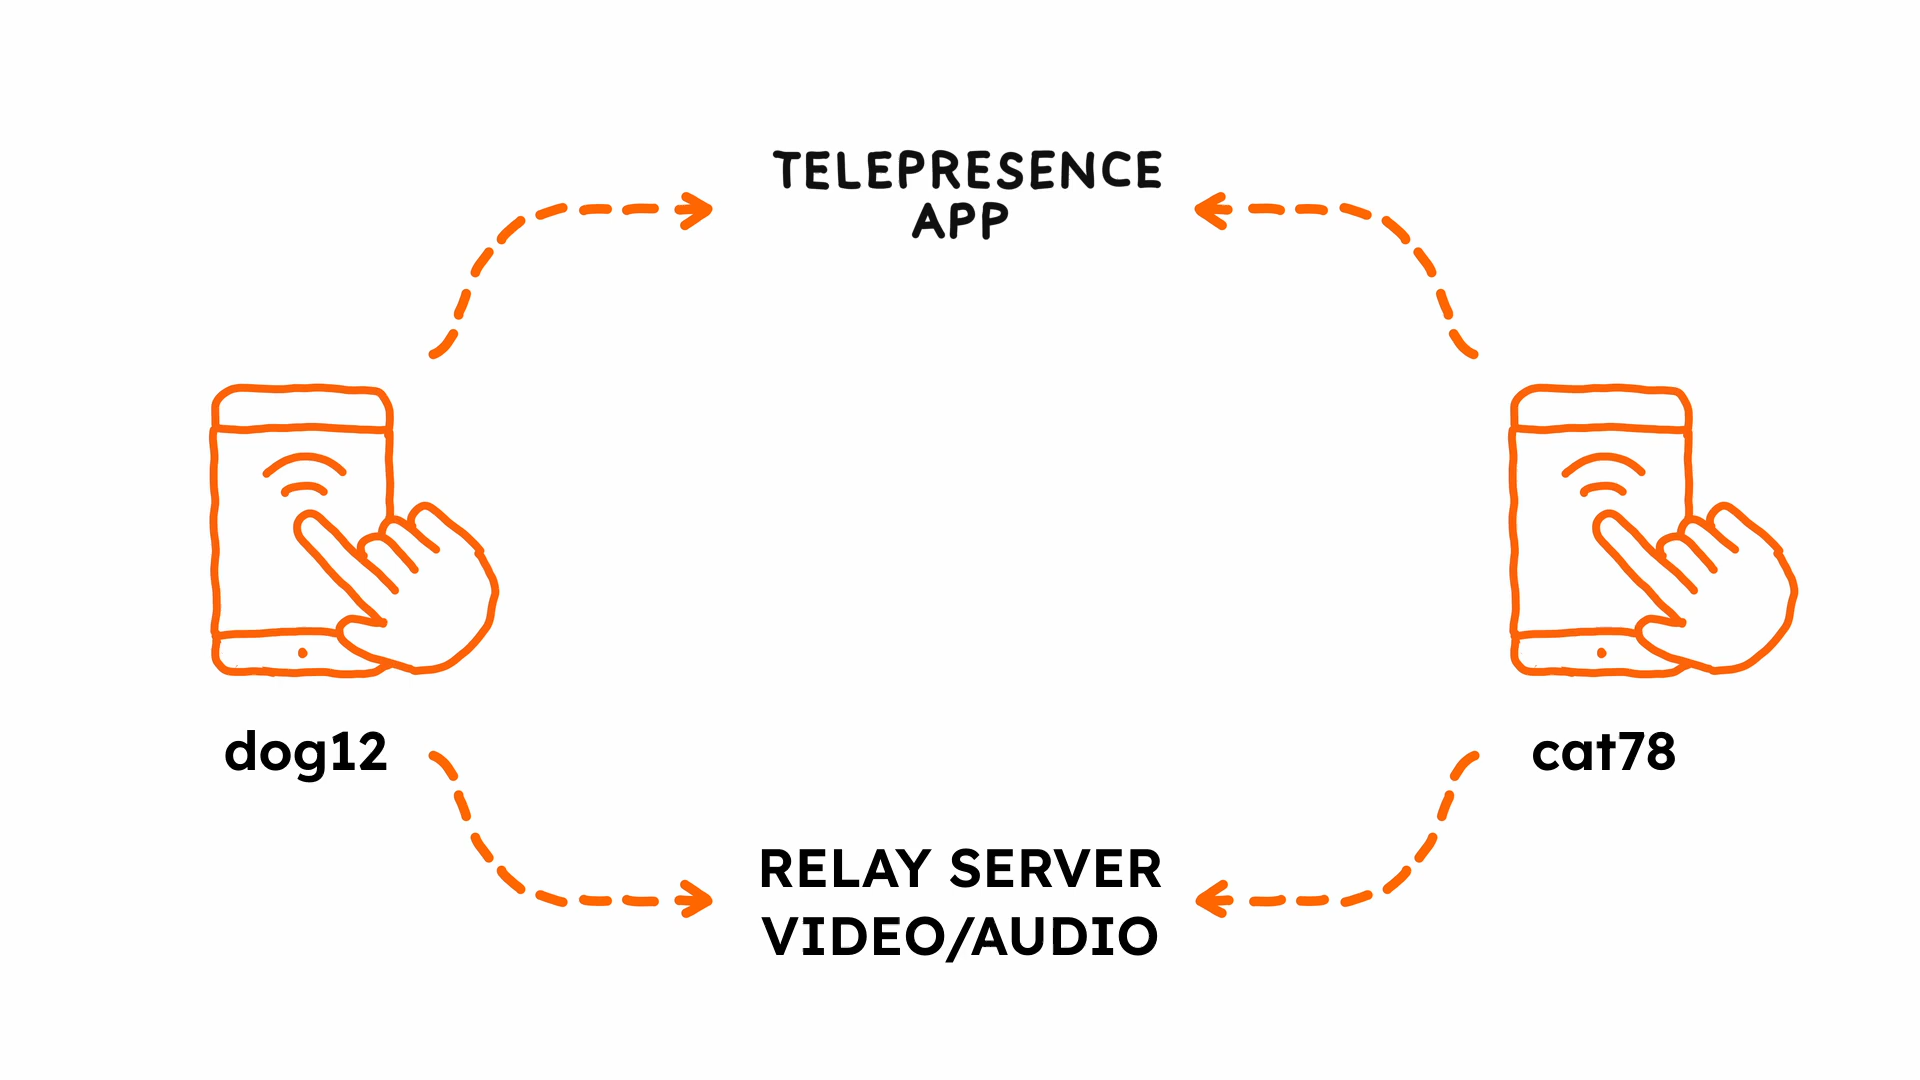 TELEPRESENCE
APP
dog12
cat78
RELAY SERVER
VIDEO/AUDIO